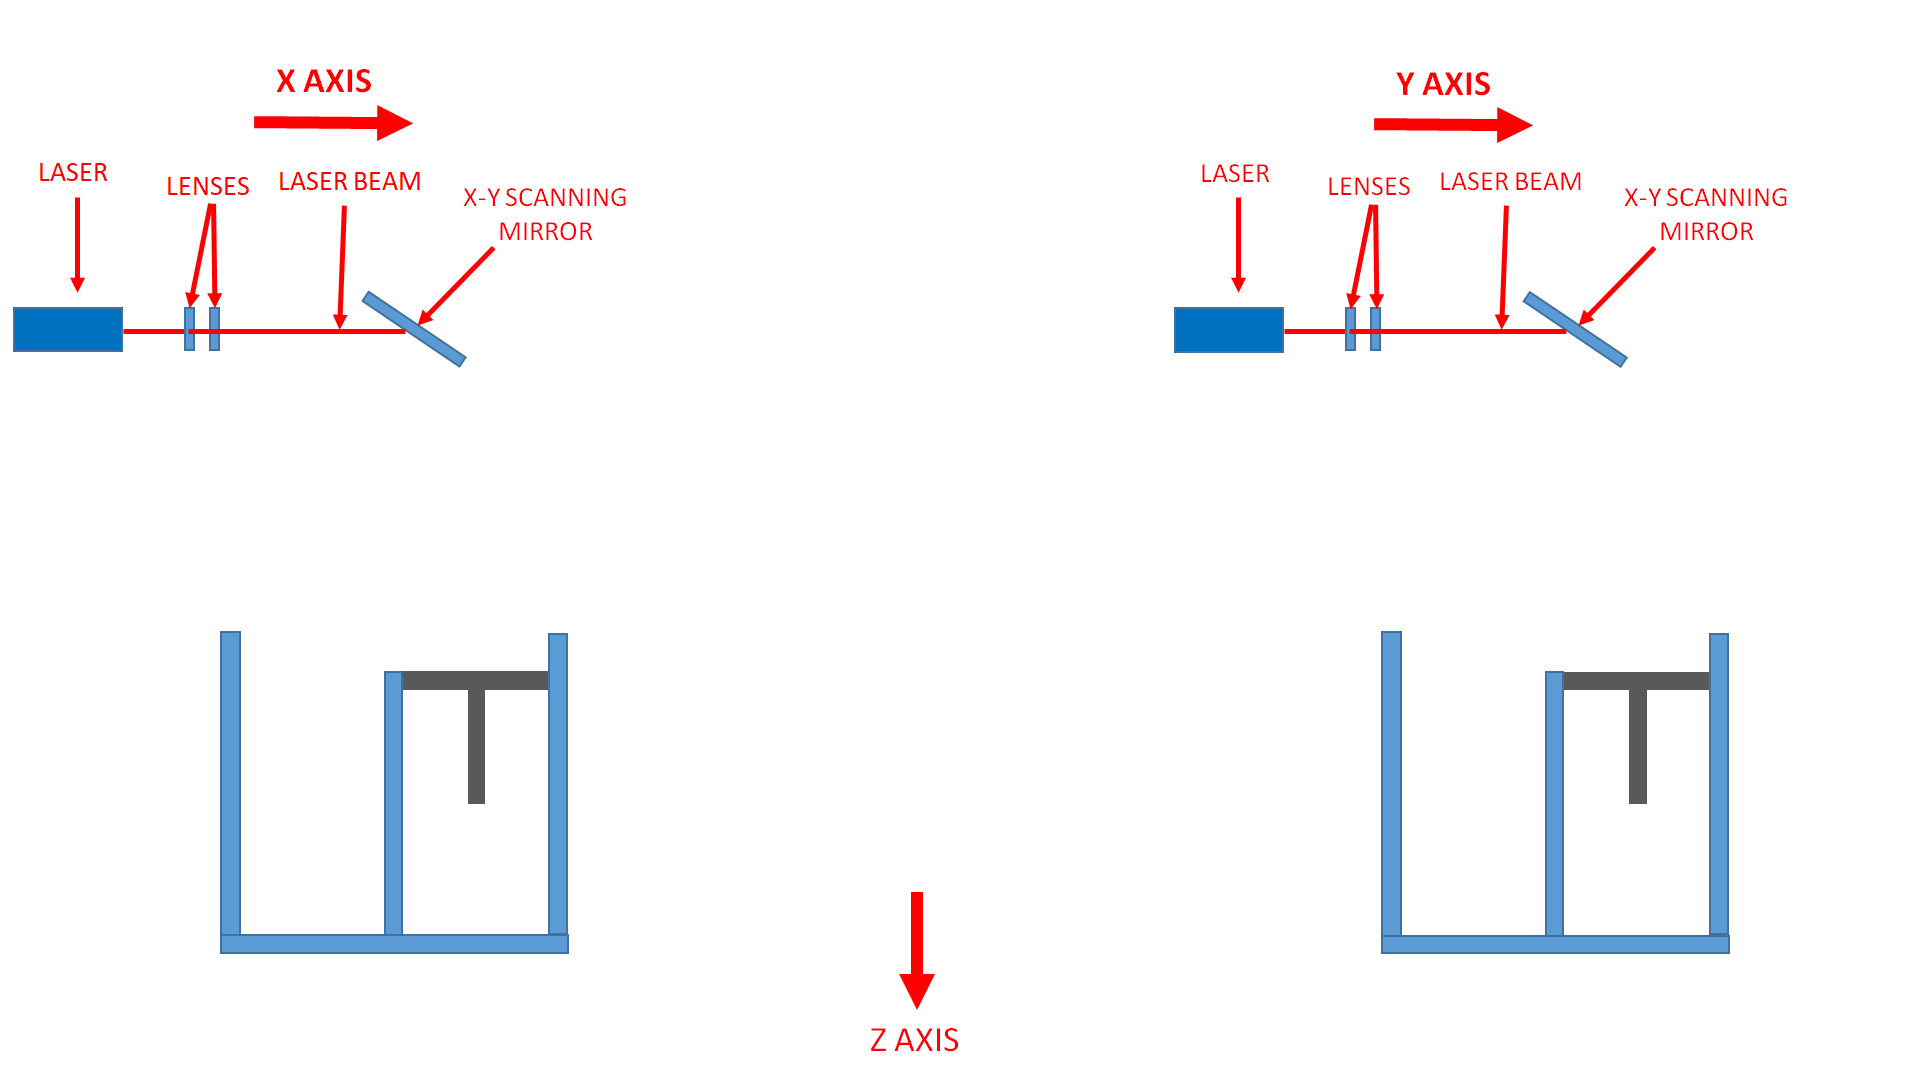 X AXIS
LASER
LENSES
LASER BEAM
X-Y SCANNING
MIRROR
Y AXIS
LASER
LENSES
LASER BEAM
X-Y SCANNING
MIRROR
Z AXIS